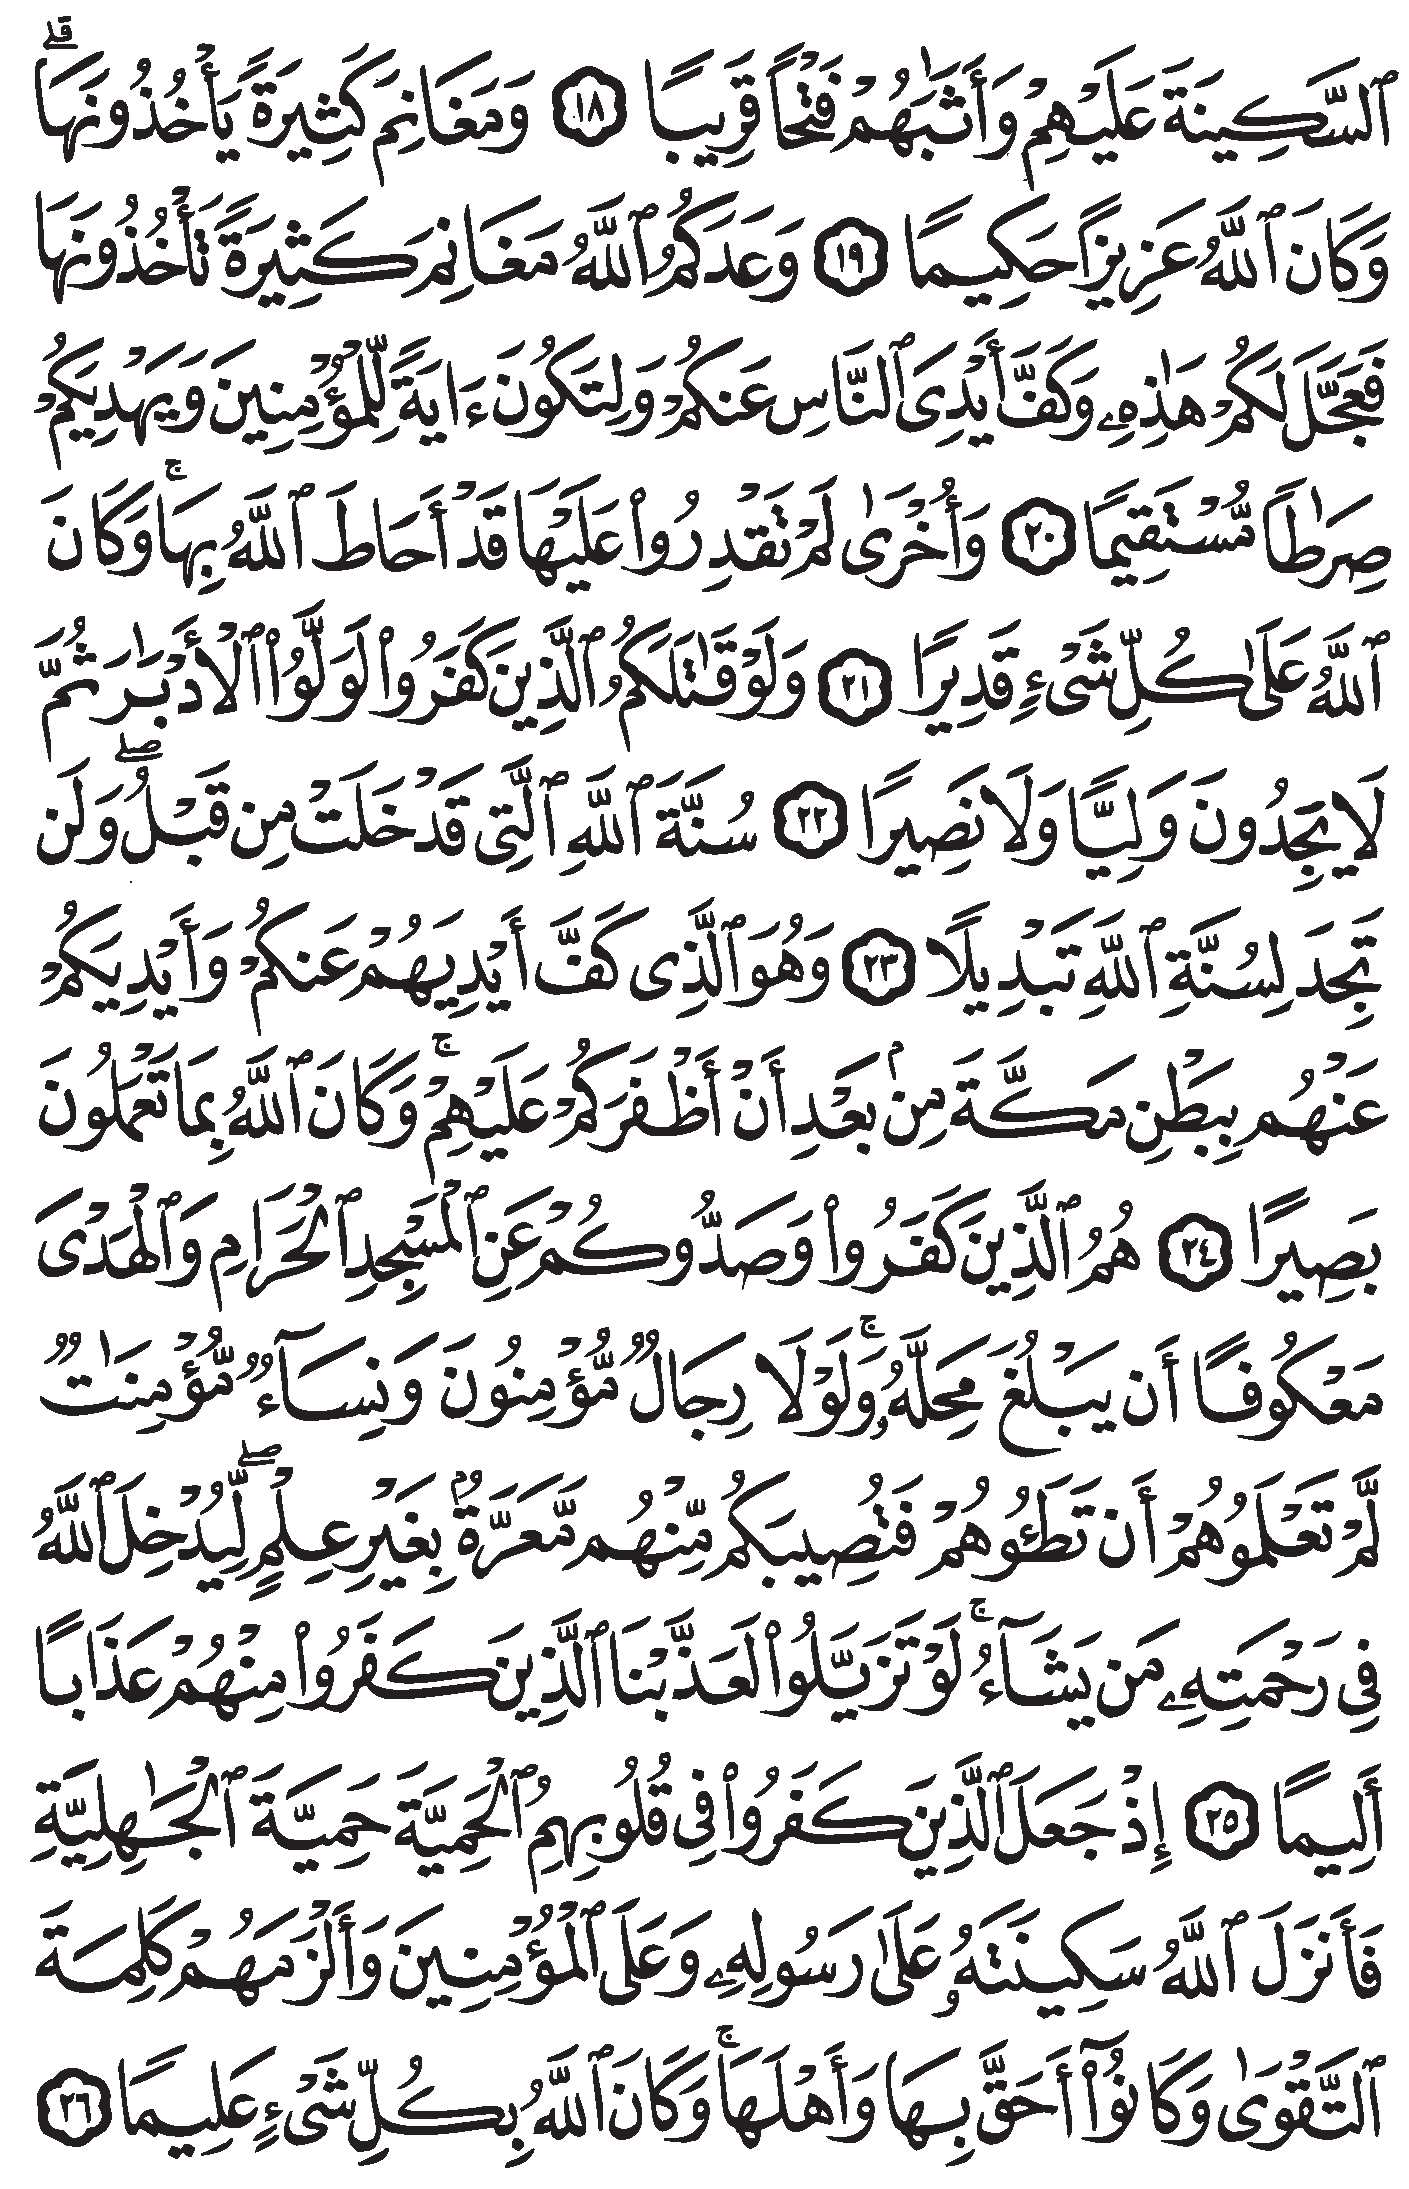 ٱلسَّكِينَةَ عَلَيْهِمْ وَأَثَٰبَهُمْ فَتْحًا قَرِيبًا ١٨ وَمَغَانِمَ كَثِيرَةً يَأْخُذُونَهَا ۗ
وَكَانَ ٱللَّهُ عَزِيزًا حَكِيمًا ١٩ وَعَدَكُمُ ٱللَّهُ مَغَانِمَ كَثِيرَةً تَأْخُذُونَهَا
فَعَجَّلَ لَكُمْ هَٰذِهِۦ وَكَفَّ أَيْدِىَ ٱلنَّاسِ عَنكُمْ وَلِتَكُونَ ءَايَةً لِّلْمُؤْمِنِينَ وَيَهْدِيَكُمْ
صِرَٰطًا مُّسْتَقِيمًا ٢٠ وَأُخْرَىٰ لَمْ تَقْدِرُوا۟ عَلَيْهَا قَدْ أَحَاطَ ٱللَّهُ بِهَا ۚ وَكَانَ
ٱللَّهُ عَلَىٰ كُلِّ شَىْءٍ قَدِيرًا ٢١ وَلَوْ قَٰتَلَكُمُ ٱلَّذِينَ كَفَرُوا۟ لَوَلَّوُا۟ ٱلْأَدْبَٰرَ ثُمَّ
لَا يَجِدُونَ وَلِيًّا وَلَا نَصِيرًا ٢٢ سُنَّةَ ٱللَّهِ ٱلَّتِى قَدْ خَلَتْ مِن قَبْلُ ۖ وَلَن
تَجِدَ لِسُنَّةِ ٱللَّهِ تَبْدِيلًا ٢٣ وَهُوَ ٱلَّذِى كَفَّ أَيْدِيَهُمْ عَنكُمْ وَأَيْدِيَكُمْ
عَنْهُم بِبَطْنِ مَكَّةَ مِنۢ بَعْدِ أَنْ أَظْفَرَكُمْ عَلَيْهِمْ ۚ وَكَانَ ٱللَّهُ بِمَا تَعْمَلُونَ
بَصِيرًا ٢٤ هُمُ ٱلَّذِينَ كَفَرُوا۟ وَصَدُّوكُمْ عَنِ ٱلْمَسْجِدِ ٱلْحَرَامِ وَٱلْهَدْىَ
مَعْكُوفًا أَن يَبْلُغَ مَحِلَّهُۥ ۚ وَلَوْلَا رِجَالٌ مُّؤْمِنُونَ وَنِسَآءٌ مُّؤْمِنَٰتٌ
لَّمْ تَعْلَمُوهُمْ أَن تَطَـُٔوهُمْ فَتُصِيبَكُم مِّنْهُم مَّعَرَّةٌۢ بِغَيْرِ عِلْمٍ ۖ لِّيُدْخِلَ ٱللَّهُ
فِى رَحْمَتِهِۦ مَن يَشَآءُ ۚ لَوْ تَزَيَّلُوا۟ لَعَذَّبْنَا ٱلَّذِينَ كَفَرُوا۟ مِنْهُمْ عَذَابًا
أَلِيمًا ٢٥ إِذْ جَعَلَ ٱلَّذِينَ كَفَرُوا۟ فِى قُلُوبِهِمُ ٱلْحَمِيَّةَ حَمِيَّةَ ٱلْجَٰهِلِيَّةِ
فَأَنزَلَ ٱللَّهُ سَكِينَتَهُۥ عَلَىٰ رَسُولِهِۦ وَعَلَى ٱلْمُؤْمِنِينَ وَأَلْزَمَهُمْ كَلِمَةَ
ٱلتَّقْوَىٰ وَكَانُوٓا۟ أَحَقَّ بِهَا وَأَهْلَهَا ۚ وَكَانَ ٱللَّهُ بِكُلِّ شَىْءٍ عَلِيمًا ٢٦